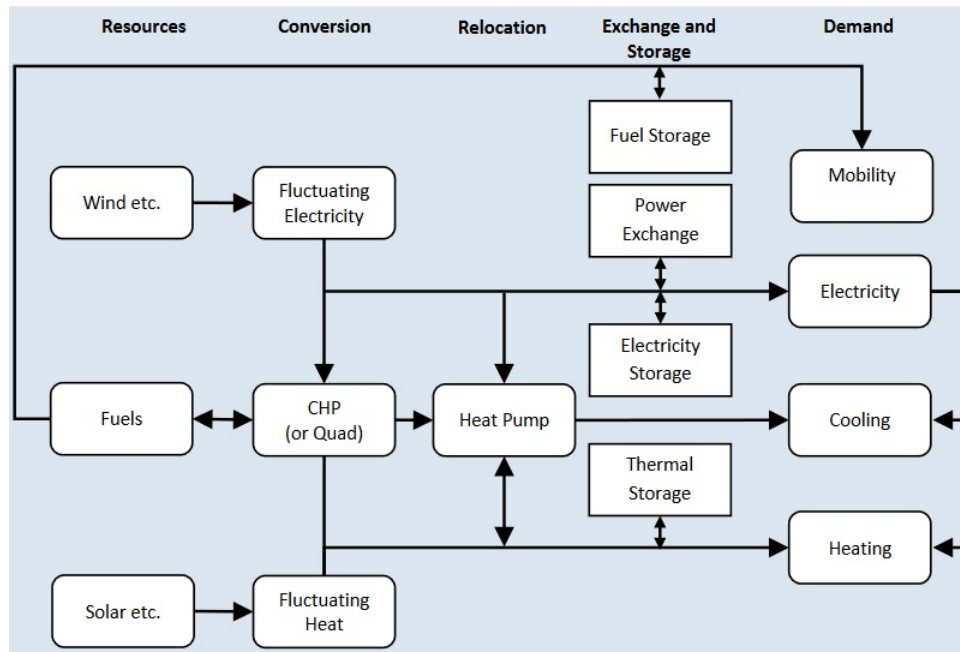 Resources
Conversion
Relocation
Exchange and
Storage
Demand
Fuel Storage
Mobility
Wind etc.
Fluctuating
Electricity
Power
Exchange
Electricity
Electricity
Storage
Fuels
CHP
(or Quad)
Heat Pump
Cooling
Thermal
Storage
Heating
Solar etc.
Fluctuating
Heat